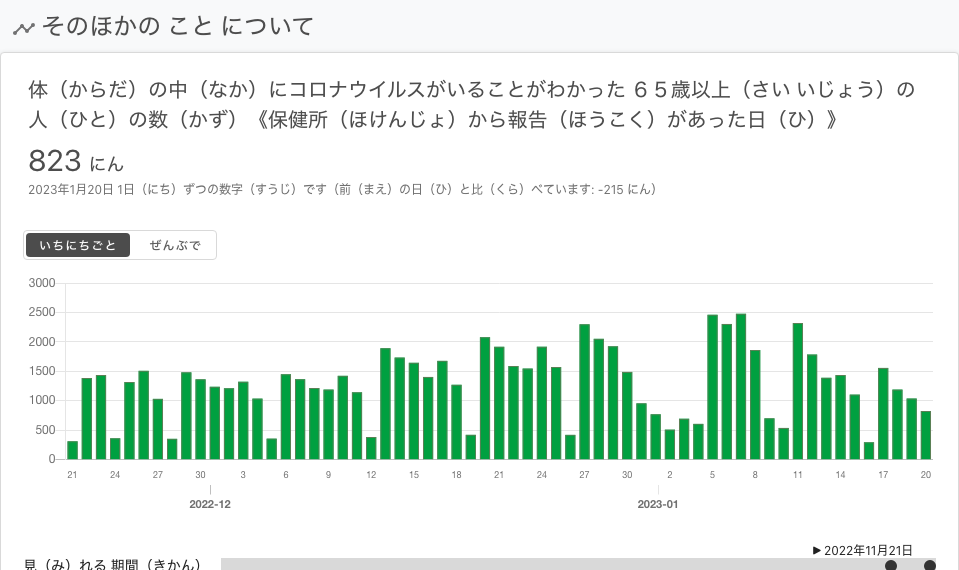 そのほかの こと について
体（からだ）の中（なか）にコロナウイルスがいることがわかった ６５歳以上（さい いじょう）の
人（ひと）の数（かず）《保健所（ほけんじょ）から報告（ほうこく）があった日（ひ）》
823 にん
2023年1月20日 1日（にち）ずつの数字（すうじ）です（前（まえ）の日（ひ）と比（くら）べています: -215 にん）
いちにちごと ぜんぶで
3000
2500
2000
1500
1000
500
0
21 24 27 30 3 6 9 12 15 18 21 24 27 30 2 5 8 11 14 17 20
2022-12 2023-01
▶ 2022年11月21日
見（み）れる 期間（きかん）